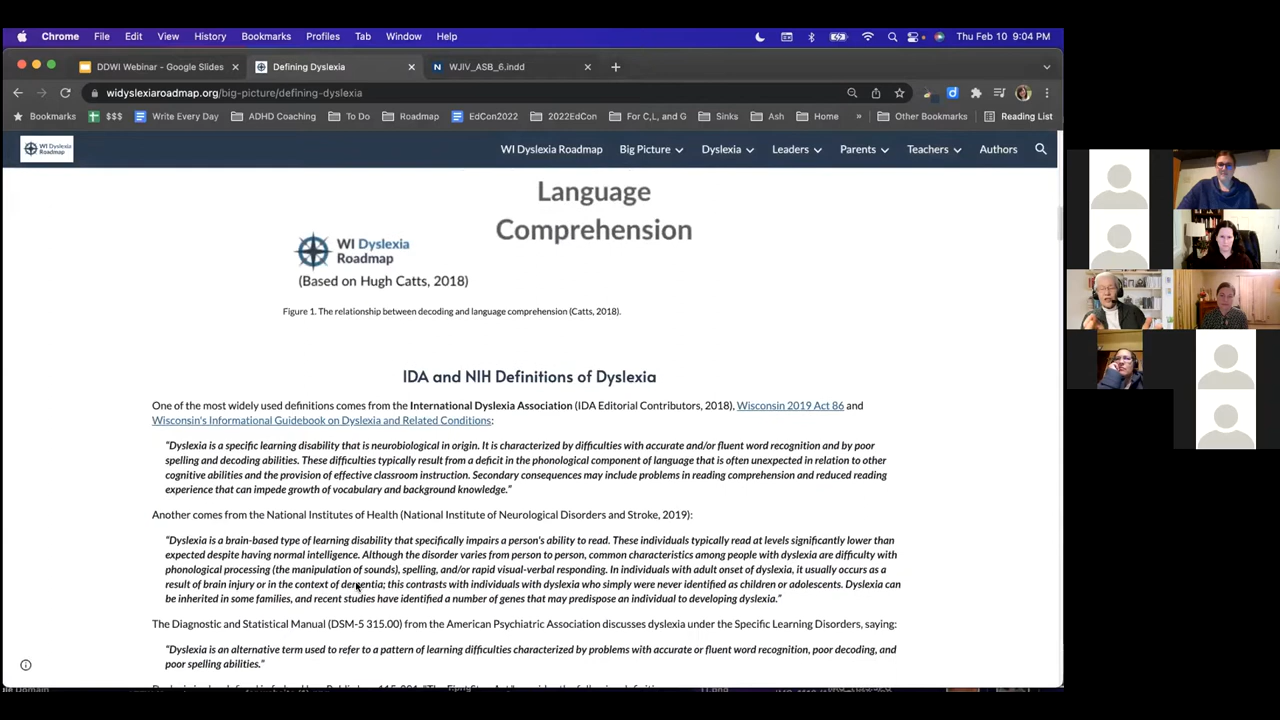 Chrome File Edit View History Bookmarks Profiles Tab Window Help Thu Feb 10 9:04 PM
DDWI Webinar - Google Slides Defining Dyslexia WJIV_ASB_6.indd
widyslexiaroadmap.org/big-picture/defining-dyslexia
Bookmarks $$$ Write Every Day ADHD Coaching To Do Roadmap EdCon2022 2022EdCon For C,L, and G Sinks Ash Home » Other Bookmarks Reading List
WI Dyslexia Roadmap WI Dyslexia Roadmap Big Picture Dyslexia Leaders Parents Teachers Authors
Language
Comprehension
WI Dyslexia
Roadmap
(Based on Hugh Catts, 2018)
Figure 1. The relationship between decoding and language comprehension (Catts, 2018).
IDA and NIH Definitions of Dyslexia
One of the most widely used definitions comes from the International Dyslexia Association (IDA Editorial Contributors, 2018), Wisconsin 2019 Act 86 and
Wisconsin's Informational Guidebook on Dyslexia and Related Conditions:
"Dyslexia is a specific learning disability that is neurobiological in origin. It is characterized by difficulties with accurate and/or fluent word recognition and by poor
spelling and decoding abilities. These difficulties typically result from a deficit in the phonological component of language that is often unexpected in relation to other
cognitive abilities and the provision of effective classroom instruction. Secondary consequences may include problems in reading comprehension and reduced reading
experience that can impede growth of vocabulary and background knowledge."
Another comes from the National Institutes of Health (National Institute of Neurological Disorders and Stroke, 2019):
"Dyslexia is a brain-based type of learning disability that specifically impairs a person's ability to read. These individuals typically read at levels significantly lower than
expected despite having normal intelligence. Although the disorder varies from person to person, common characteristics among people with dyslexia are difficulty with
phonological processing (the manipulation of sounds), spelling, and/or rapid visual-verbal responding. In individuals with adult onset of dyslexia, it usually occurs as a
result of brain injury or in the context of dementia; this contrasts with individuals with dyslexia who simply were never identified as children or adolescents. Dyslexia can
be inherited in some families, and recent studies have identified a number of genes that may predispose an individual to developing dyslexia."
The Diagnostic and Statistical Manual (DSM-5 315.00) from the American Psychiatric Association discusses dyslexia under the Specific Learning Disorders, saying:
"Dyslexia is an alternative term used to refer to a pattern of learning difficulties characterized by problems with accurate or fluent word recognition, poor decoding, and
poor spelling abilities."